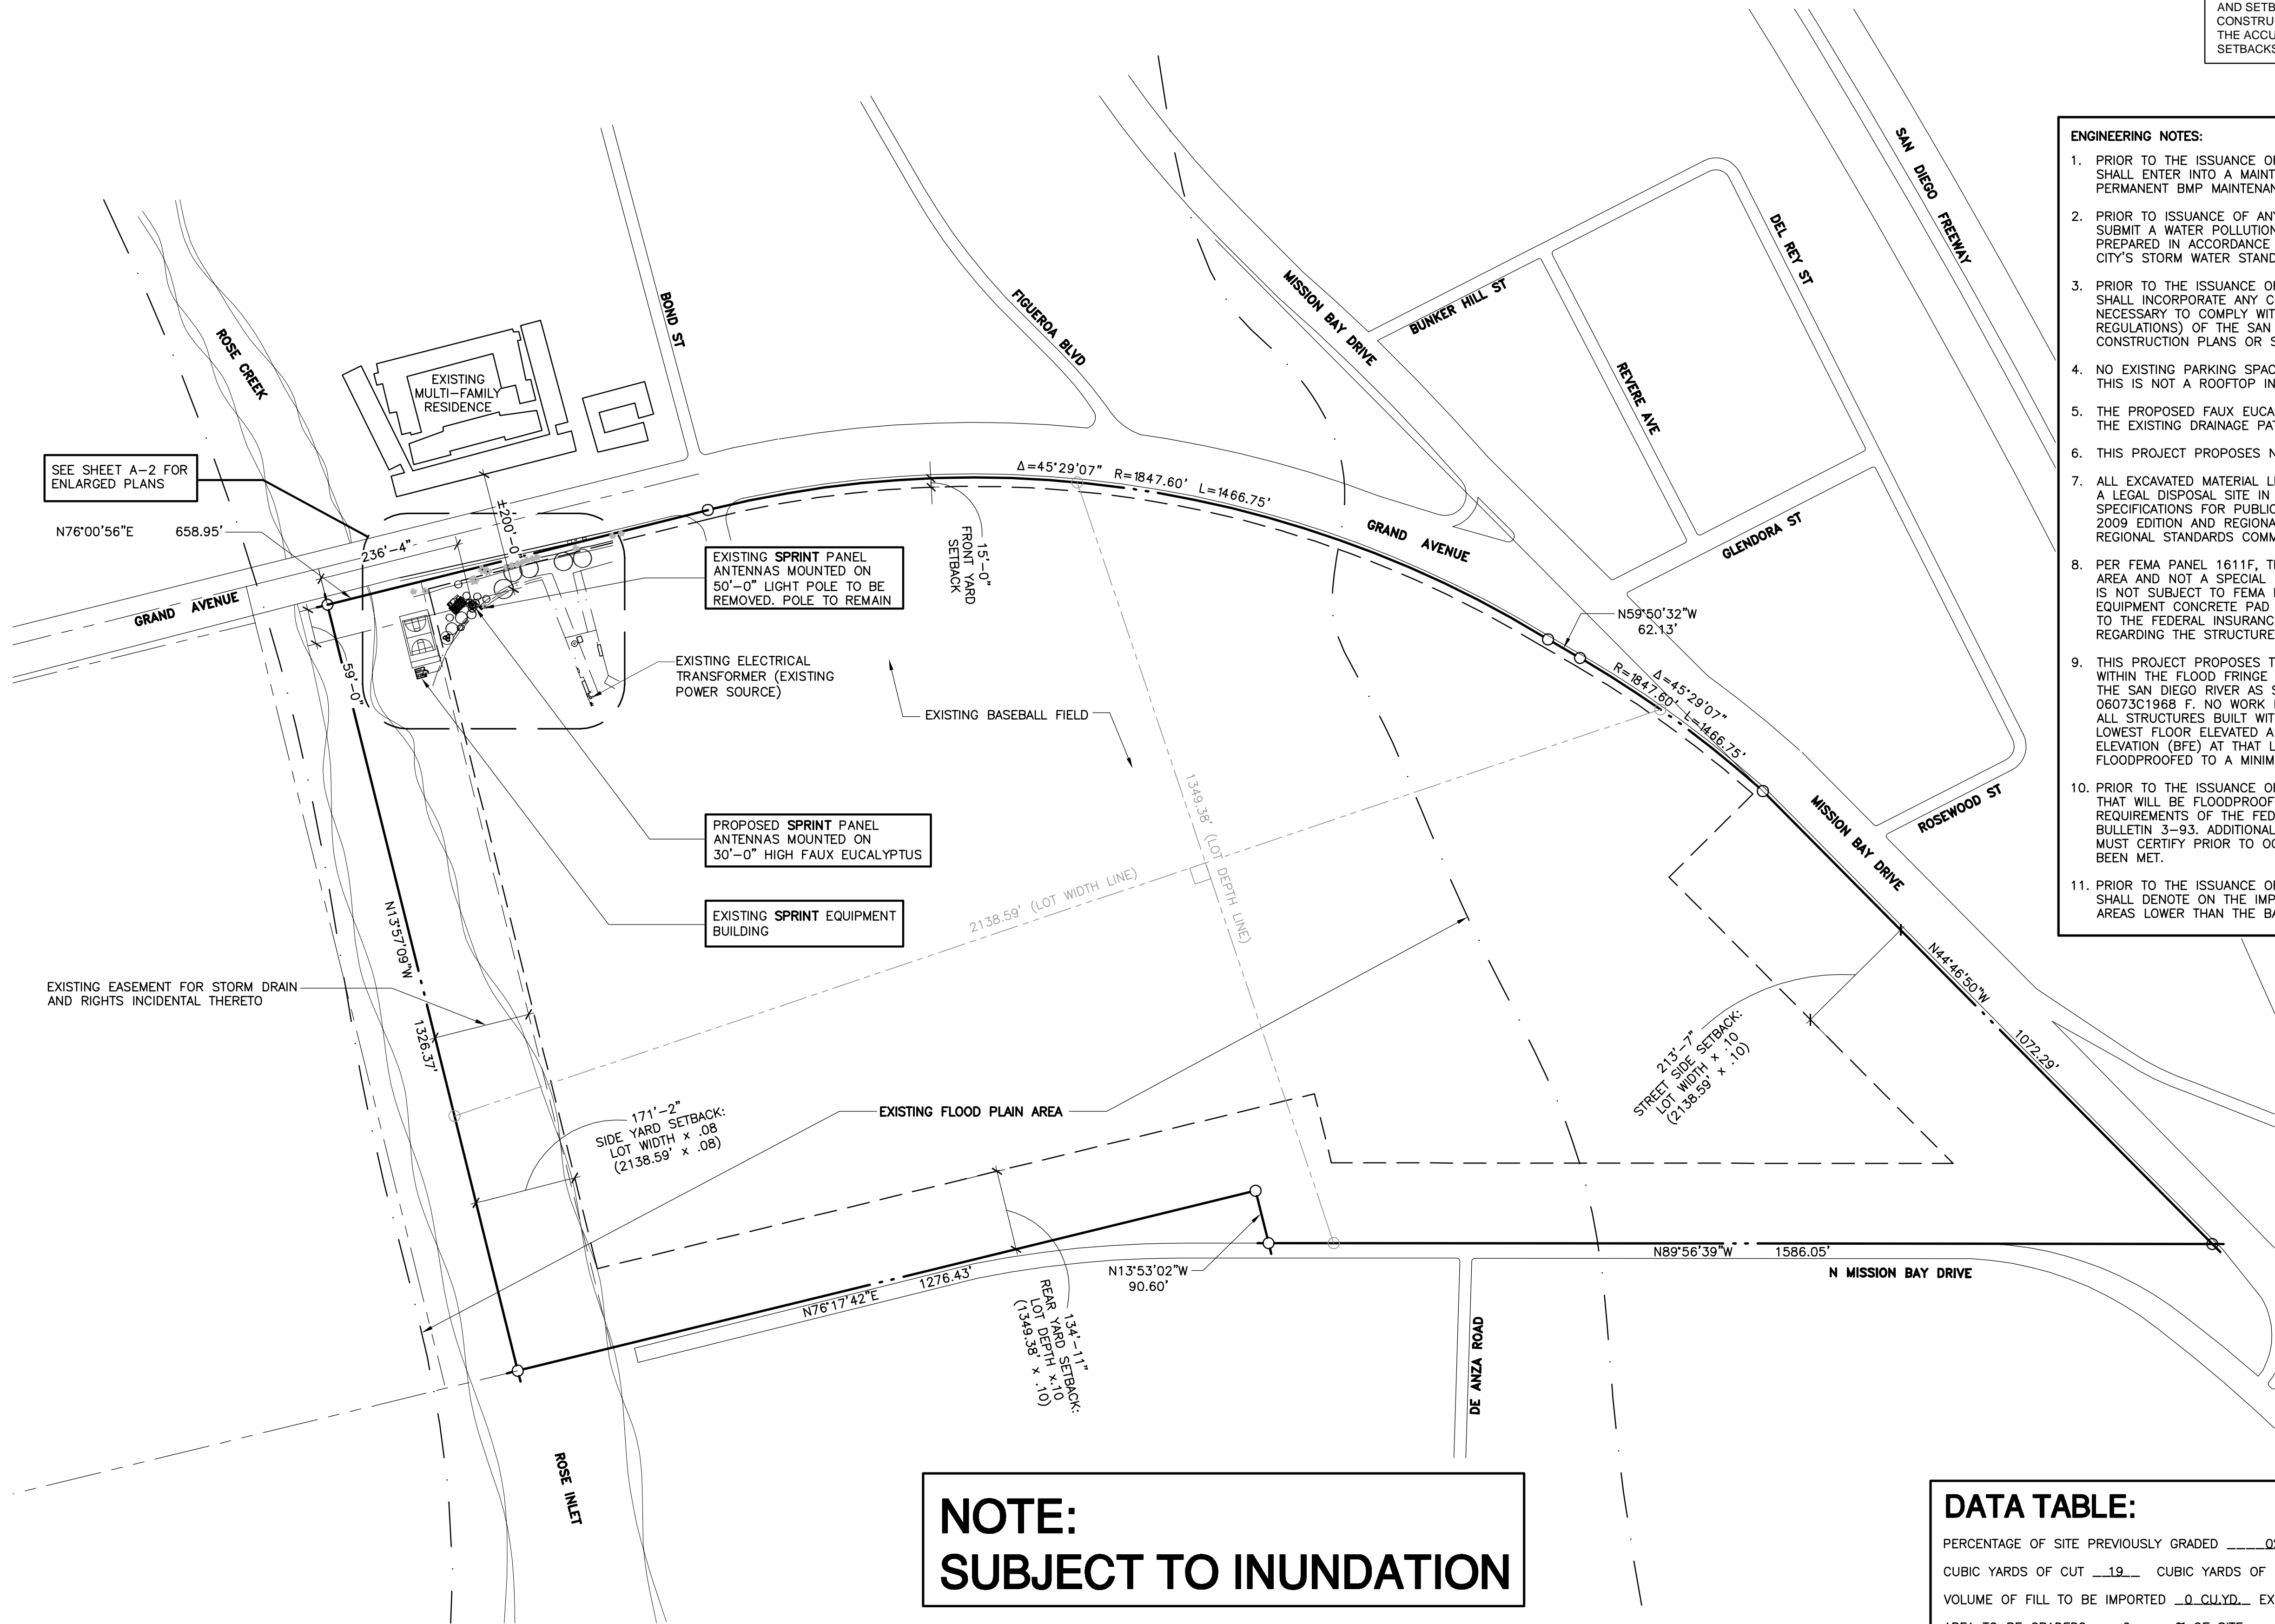 AND SETB
CONSTRU
THE ACCU
SETBACKS
ENGINEERING NOTES:
1. PRIOR TO THE ISSUANCE OF
SHALL ENTER INTO A MAINT
PERMANENT BMP MAINTENAN
2. PRIOR TO ISSUANCE OF ANY
SUBMIT A WATER POLLUTION
PREPARED IN ACCORDANCE
CITY'S STORM WATER STAND
3. PRIOR TO THE ISSUANCE OF
SHALL INCORPORATE ANY C
NECESSARY TO COMPLY WIT
REGULATIONS) OF THE SAN
CONSTRUCTION PLANS OR S
4. NO EXISTING PARKING SPAC
THIS IS NOT A ROOFTOP IN
5. THE PROPOSED FAUX EUCA
THE EXISTING DRAINAGE PAT
6. THIS PROJECT PROPOSES N
7. ALL EXCAVATED MATERIAL LI
A LEGAL DISPOSAL SITE IN
SPECIFICATIONS FOR PUBLIC
2009 EDITION AND REGIONA
REGIONAL STANDARDS COMM
8. PER FEMA PANEL 1611F, TH
AREA AND NOT A SPECIAL
IS NOT SUBJECT TO FEMA
EQUIPMENT CONCRETE PAD
TO THE FEDERAL INSURANC
REGARDING THE STRUCTURE
9. THIS PROJECT PROPOSES T
WITHIN THE FLOOD FRINGE
THE SAN DIEGO RIVER AS S
06073C1968 F. NO WORK
ALL STRUCTURES BUILT WIT
LOWEST FLOOR ELEVATED A
ELEVATION (BFE) AT THAT L
FLOODPROOFED TO A MINIM
10. PRIOR TO THE ISSUANCE OF
THAT WILL BE FLOODPROOF
REQUIREMENTS OF THE FED
BULLETIN 3-93. ADDITIONAL
MUST CERTIFY PRIOR TO OC
BEEN MET.
11. PRIOR TO THE ISSUANCE OF
SHALL DENOTE ON THE IMP
AREAS LOWER THAN THE BA
SAN DIEGO FREEWAY
DEL REY ST
BUNKER HILL ST
REVERE AVE
GLENDORA ST
ROSEWOOD ST
MISSION BAY DRIVE
FIGUEROA BLVD
BOND ST
ROSE CREEK
EXISTING
MULTI-FAMILY
RESIDENCE
SEE SHEET A-2 FOR
ENLARGED PLANS
N76°00'56"E 658.95'
236'-4"
±200'-0"
59'-0"
GRAND AVENUE
Δ=45°29'07" R=1847.60' L=1466.75'
15'-0"
FRONT YARD
SETBACK
GRAND AVENUE
N59°50'32"W
62.13'
Δ=45°29'07"
R=1847.60' L=1466.75'
MISSION BAY DRIVE
EXISTING SPRINT PANEL
ANTENNAS MOUNTED ON
50'-0" LIGHT POLE TO BE
REMOVED. POLE TO REMAIN
EXISTING ELECTRICAL
TRANSFORMER (EXISTING
POWER SOURCE)
EXISTING BASEBALL FIELD
PROPOSED SPRINT PANEL
ANTENNAS MOUNTED ON
30'-0" HIGH FAUX EUCALYPTUS
EXISTING SPRINT EQUIPMENT
BUILDING
1349.38' (LOT DEPTH LINE)
2138.59' (LOT WIDTH LINE)
N13°57'09"W
1326.37'
EXISTING EASEMENT FOR STORM DRAIN
AND RIGHTS INCIDENTAL THERETO
171'-2"
SIDE YARD SETBACK:
LOT WIDTH x .08
(2138.59' x .08)
EXISTING FLOOD PLAIN AREA
213'-7"
STREET SIDE SETBACK:
LOT WIDTH x .10
(2138.59' x .10)
N44°46'50"W
1072.29'
N76°17'42"E
1276.43'
134'-11"
REAR YARD SETBACK:
LOT DEPTH x.10
(1349.38' x .10)
N13°53'02"W
90.60'
N89°56'39"W 1586.05'
N MISSION BAY DRIVE
DE ANZA ROAD
ROSE INLET
NOTE:
SUBJECT TO INUNDATION
DATA TABLE:
PERCENTAGE OF SITE PREVIOUSLY GRADED
CUBIC YARDS OF CUT 19 CUBIC YARDS OF
VOLUME OF FILL TO BE IMPORTED 0 CU.YD. EX